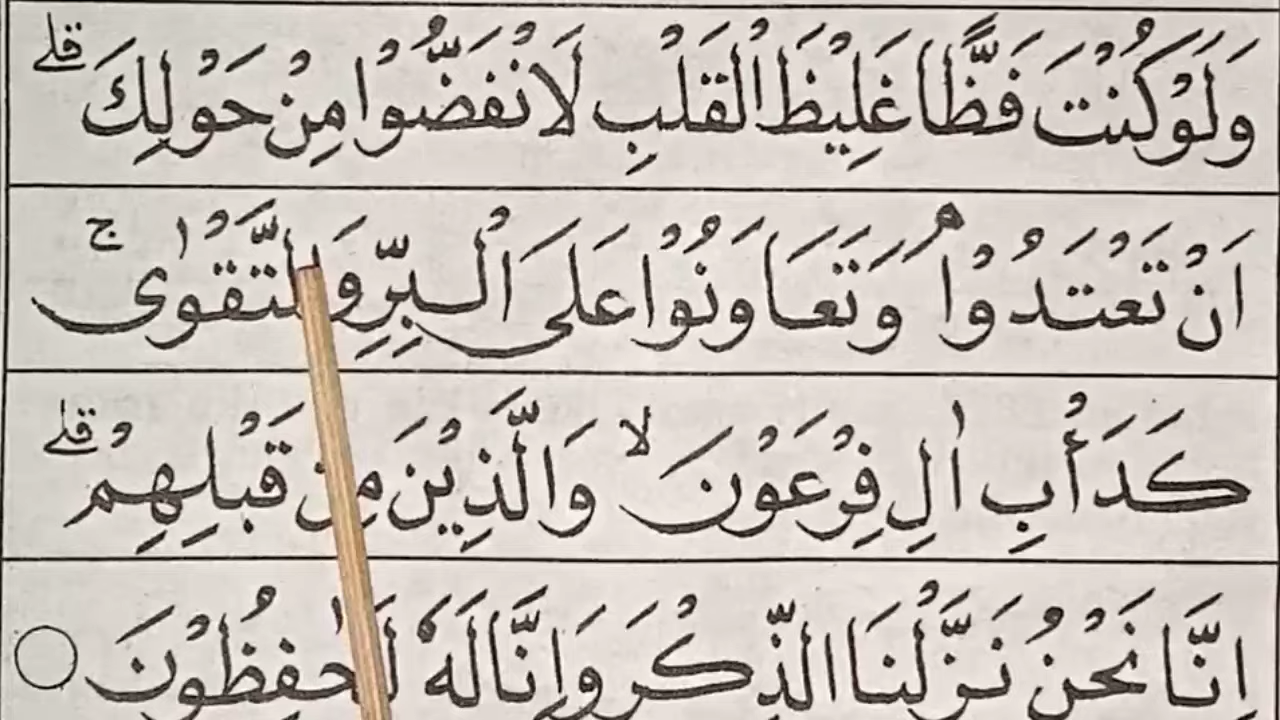 وَلَوْ كُنْتَ فَظًّا غَلِيْظَ الْقَلْبِ لَانْفَضُّوْا مِنْ حَوْلِكَ ۗ
اَنْ تَعْتَدُوْاۘ وَتَعَاوَنُوْا عَلَى الْبِرِّ وَالتَّقْوٰىۚ
كَدَأْبِ اٰلِ فِرْعَوْنَۙ وَالَّذِيْنَ مِنْ قَبْلِهِمْۗ
اِنَّا نَحْنُ نَزَّلْنَا الذِّكْرَ وَاِنَّا لَهٗ لَحٰفِظُوْنَ